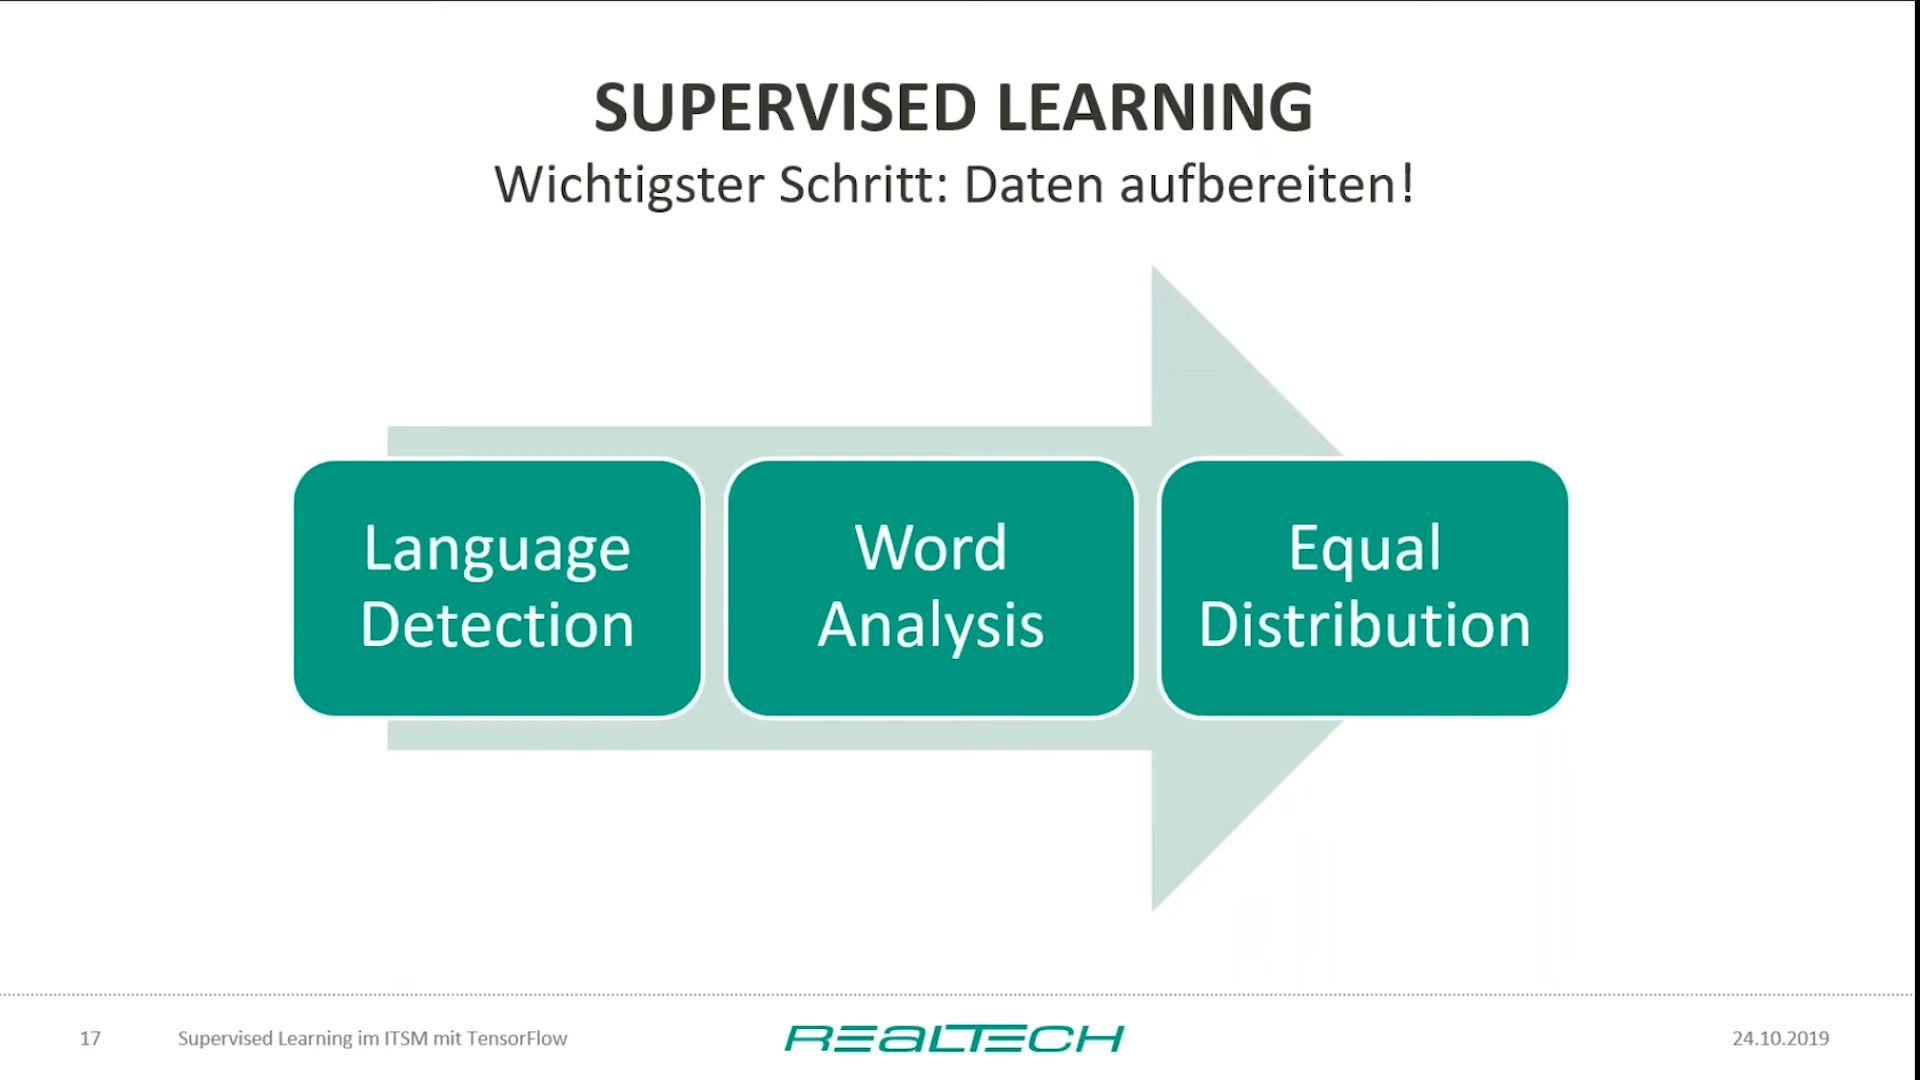 SUPERVISED LEARNING
Wichtigster Schritt: Daten aufbereiten!
Language
Detection
Word
Analysis
Equal
Distribution
17
Supervised Learning im ITSM mit TensorFlow
REALTECH
24.10.2019